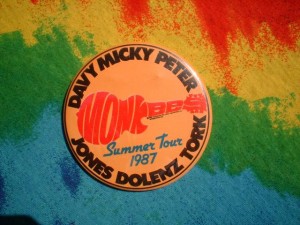 DAVY MICKY PETER
MONKEES
Summer Tour
1987
JONES DOLENZ TORK